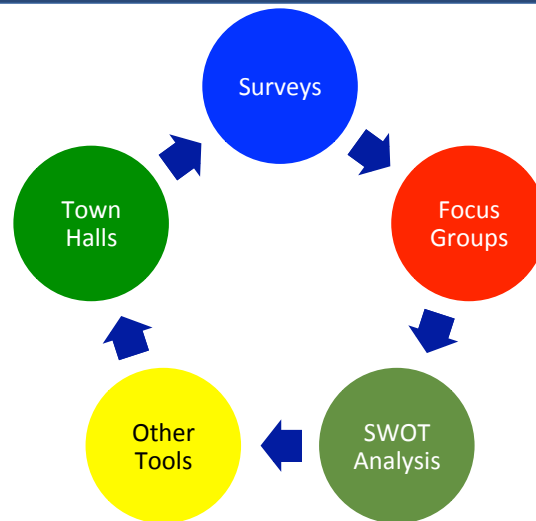 Surveys
Focus
Groups
SWOT
Analysis
Other
Tools
Town
Halls